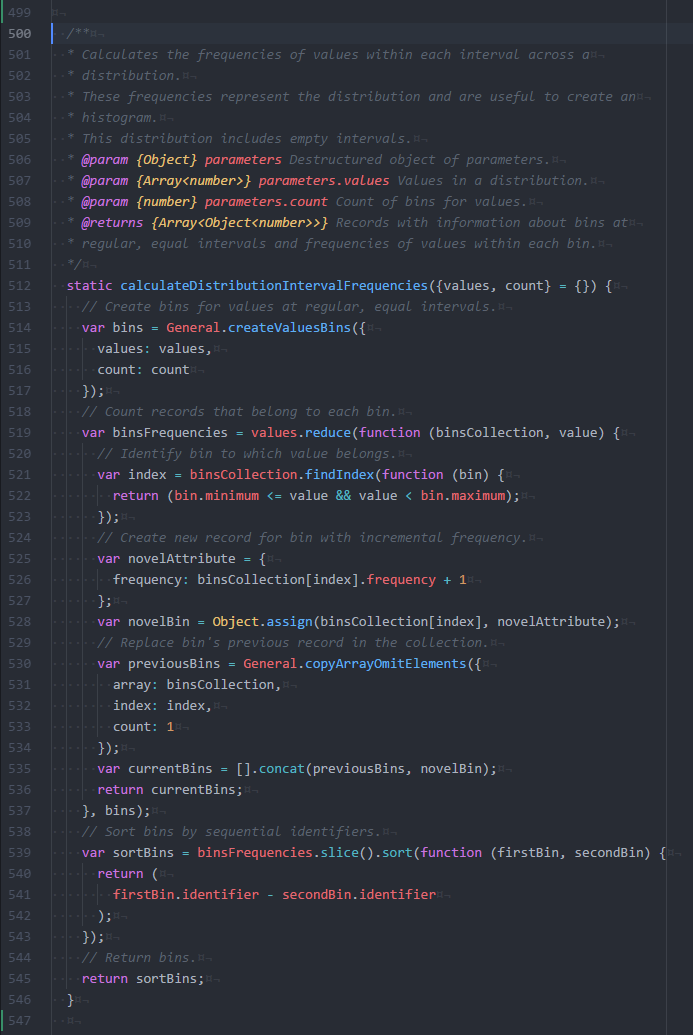 499
500 /**
501 * Calculates the frequencies of values within each interval across a
502 * distribution.
503 * These frequencies represent the distribution and are useful to create an
504 * histogram.
505 * This distribution includes empty intervals.
506 * @param {Object} parameters Destructured object of parameters.
507 * @param {Array<number>} parameters.values Values in a distribution.
508 * @param {number} parameters.count Count of bins for values.
509 * @returns {Array<Object<number>>} Records with information about bins at
510 * regular, equal intervals and frequencies of values within each bin.
511 */
512 static calculateDistributionIntervalFrequencies({values, count} = {}) {
513 // Create bins for values at regular, equal intervals.
514 var bins = General.createValuesBins({
515 values: values,
516 count: count
517 });
518 // Count records that belong to each bin.
519 var binsFrequencies = values.reduce(function (binsCollection, value) {
520 // Identify bin to which value belongs.
521 var index = binsCollection.findIndex(function (bin) {
522 return (bin.minimum <= value && value < bin.maximum);
523 });
524 // Create new record for bin with incremental frequency.
525 var novelAttribute = {
526 frequency: binsCollection[index].frequency + 1
527 };
528 var novelBin = Object.assign(binsCollection[index], novelAttribute);
529 // Replace bin's previous record in the collection.
530 var previousBins = General.copyArrayOmitElements({
531 array: binsCollection,
532 index: index,
533 count: 1
534 });
535 var currentBins = [].concat(previousBins, novelBin);
536 return currentBins;
537 }, bins);
538 // Sort bins by sequential identifiers.
539 var sortBins = binsFrequencies.slice().sort(function (firstBin, secondBin) {
540 return (
541 firstBin.identifier - secondBin.identifier
542 );
543 });
544 // Return bins.
545 return sortBins;
546 }
547